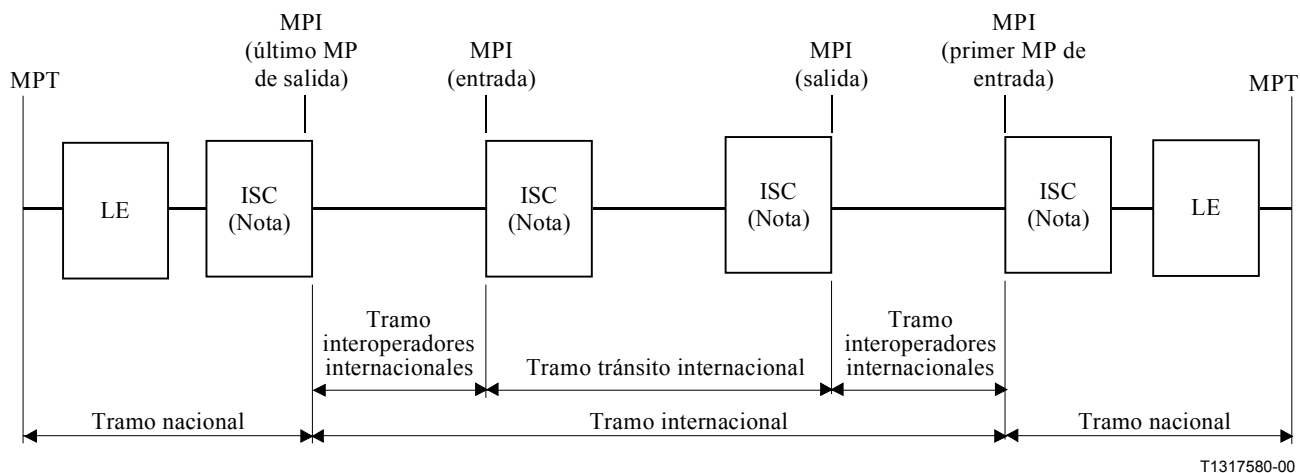 MPT
MPI
(último MP
de salida)
MPI
(entrada)
MPI
(salida)
MPI
(primer MP de
entrada)
MPT
LE
ISC
(Nota)
ISC
(Nota)
ISC
(Nota)
ISC
(Nota)
LE
Tramo
interoperadores
internacionales
Tramo tránsito internacional
Tramo
interoperadores
internacionales
Tramo nacional
Tramo internacional
Tramo nacional
T1317580-00